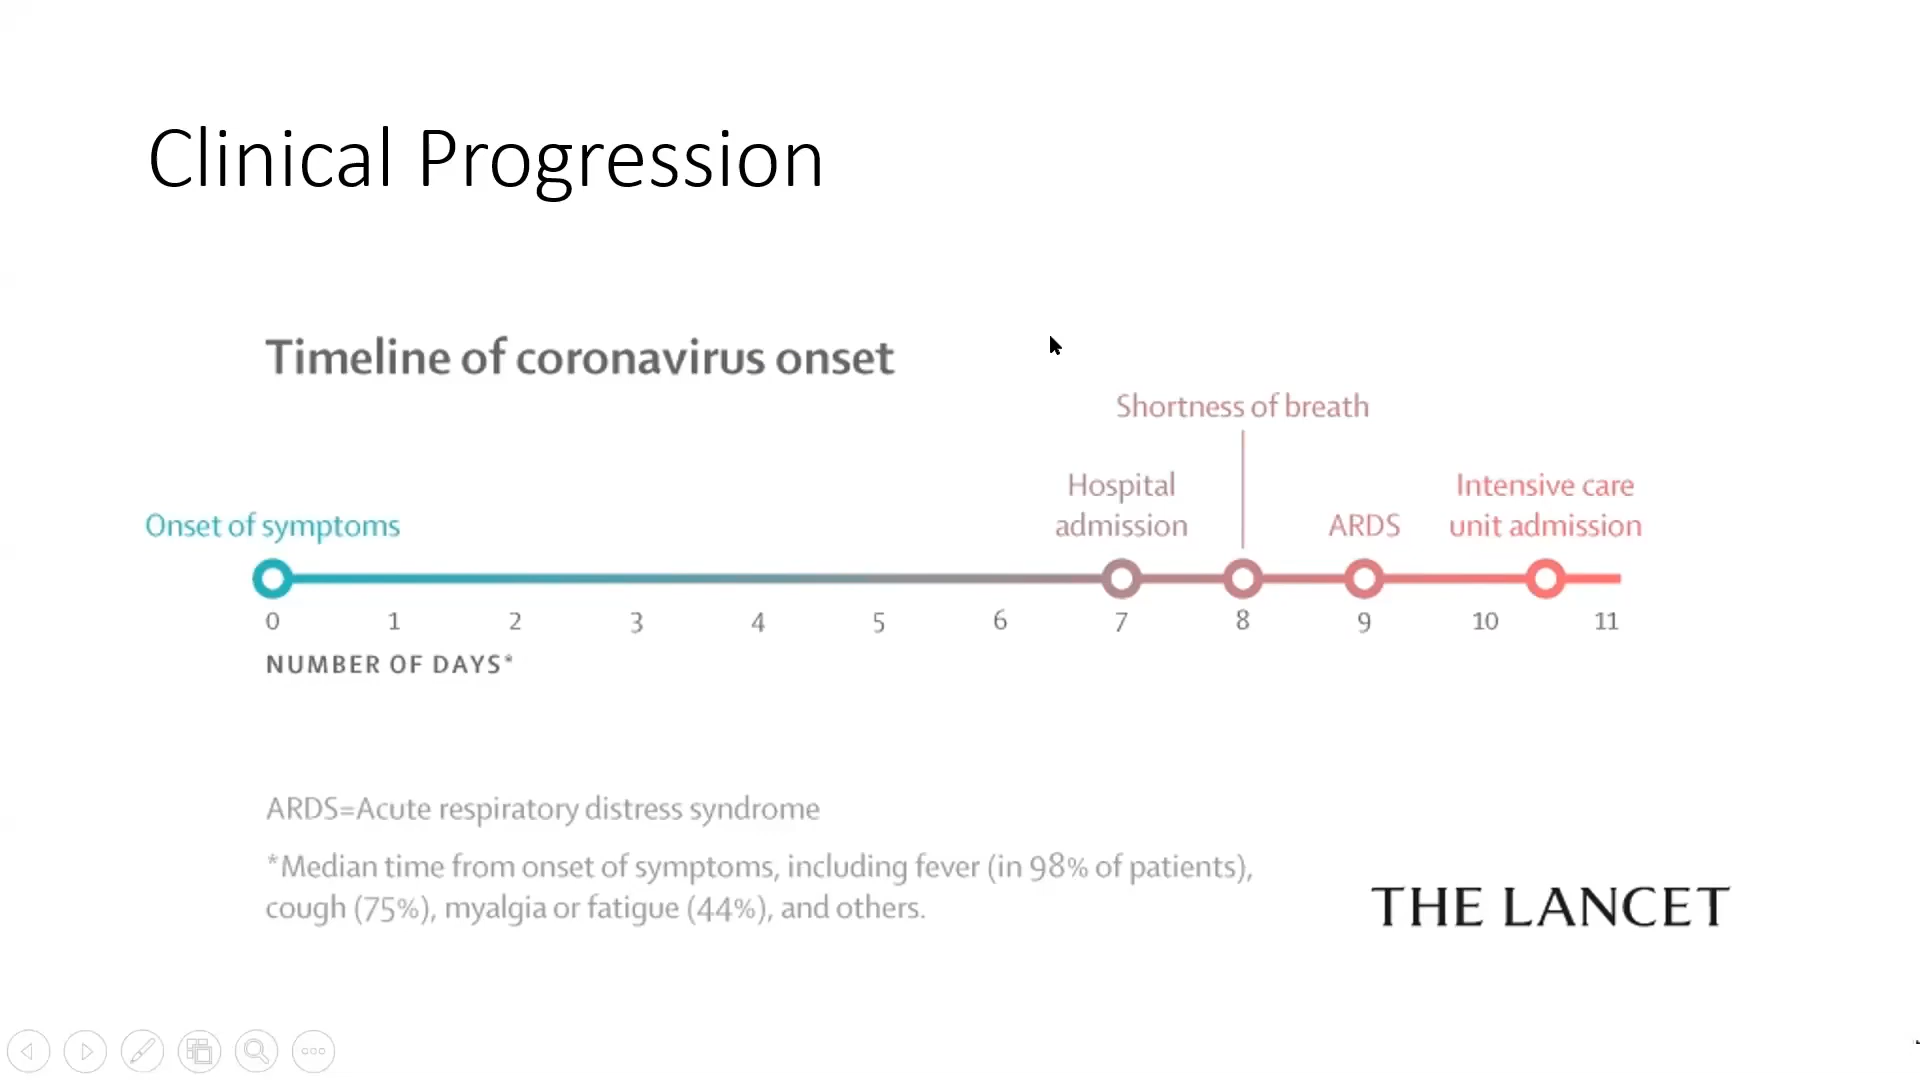 Clinical Progression
Timeline of coronavirus onset
Shortness of breath
Hospital
admission
Intensive care
unit admission
Onset of symptoms
ARDS
0 1 2 3 4 5 6 7 8 9 10 11
NUMBER OF DAYS*
ARDS=Acute respiratory distress syndrome
*Median time from onset of symptoms, including fever (in 98% of patients),
cough (75%), myalgia or fatigue (44%), and others.
THE LANCET